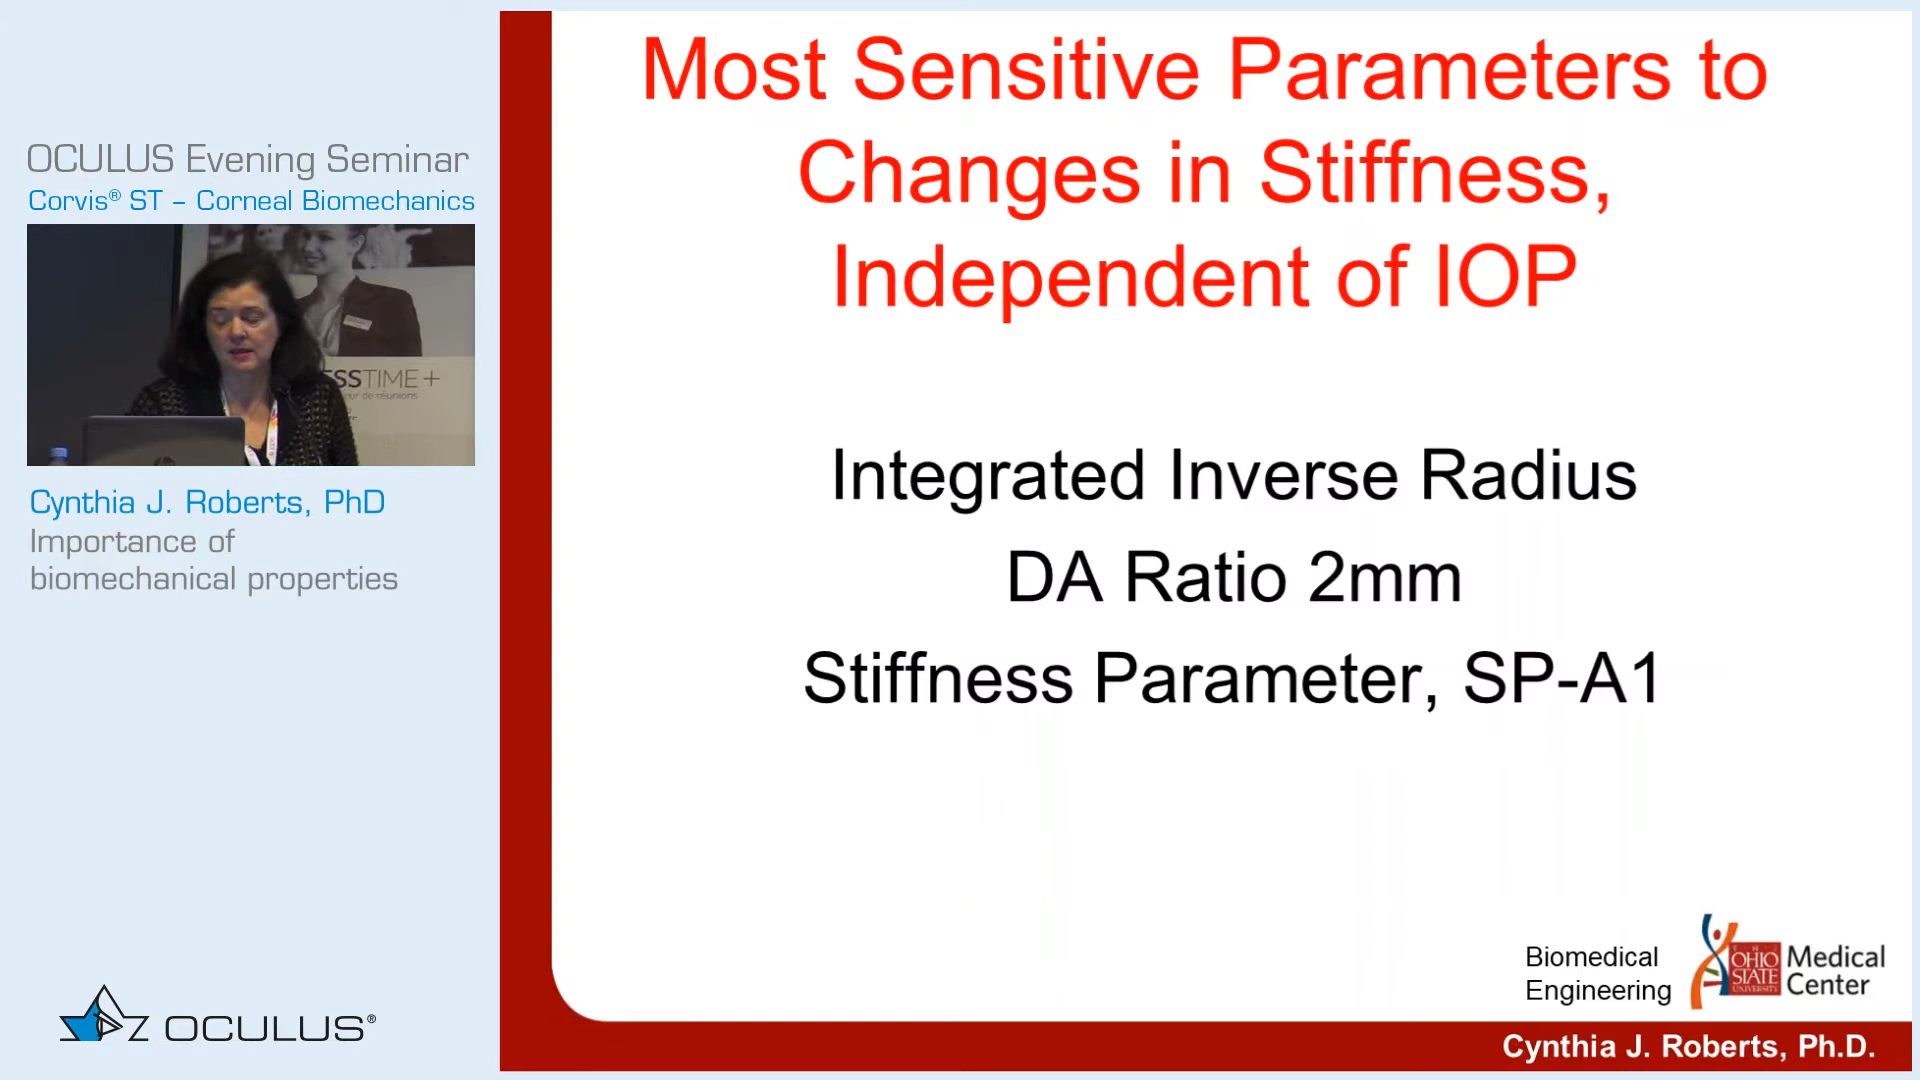 OCULUS Evening Seminar
Corvis® ST – Corneal Biomechanics
SSTIME+
Cynthia J. Roberts, PhD
Importance of
biomechanical properties
OCULUS®
Most Sensitive Parameters to
Changes in Stiffness,
Independent of IOP
Integrated Inverse Radius
DA Ratio 2mm
Stiffness Parameter, SP-A1
Biomedical
Engineering
THE
OHIO
STATE
UNIVERSITY
Medical
Center
Cynthia J. Roberts, Ph.D.